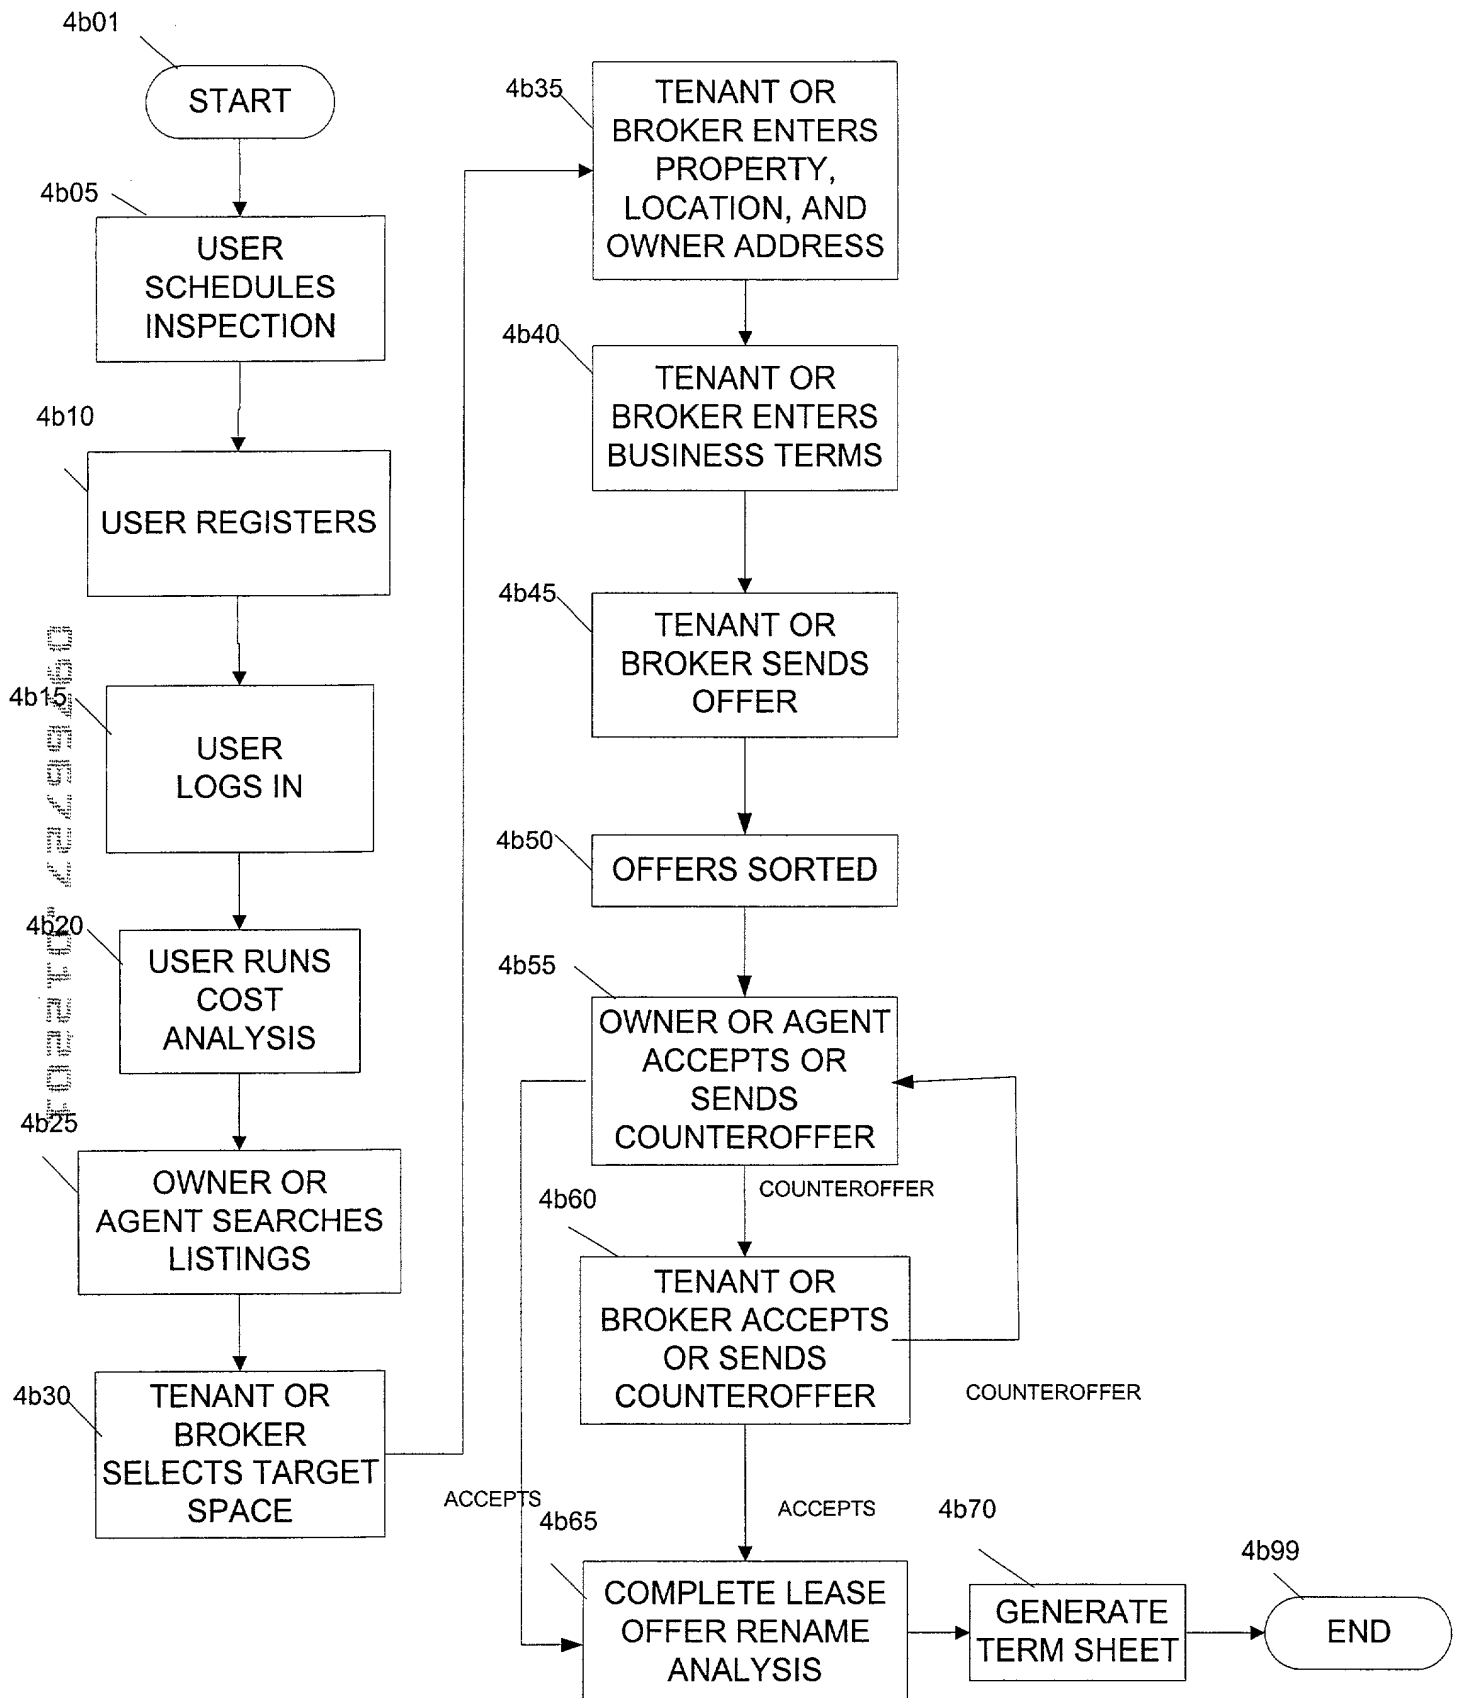 4b01
START
4b05
USER
SCHEDULES
INSPECTION
4b10
USER REGISTERS
4b15
USER
LOGS IN
4b20
USER RUNS
COST
ANALYSIS
4b25
OWNER OR
AGENT SEARCHES
LISTINGS
4b30
TENANT OR
BROKER
SELECTS TARGET
SPACE
4b35
TENANT OR
BROKER ENTERS
PROPERTY,
LOCATION, AND
OWNER ADDRESS
4b40
TENANT OR
BROKER ENTERS
BUSINESS TERMS
4b45
TENANT OR
BROKER SENDS
OFFER
4b50
OFFERS SORTED
4b55
OWNER OR AGENT
ACCEPTS OR
SENDS
COUNTEROFFER
COUNTEROFFER
4b60
TENANT OR
BROKER ACCEPTS
OR SENDS
COUNTEROFFER
COUNTEROFFER
ACCEPTS
ACCEPTS
4b65
COMPLETE LEASE
OFFER RENAME
ANALYSIS
4b70
GENERATE
TERM SHEET
4b99
END